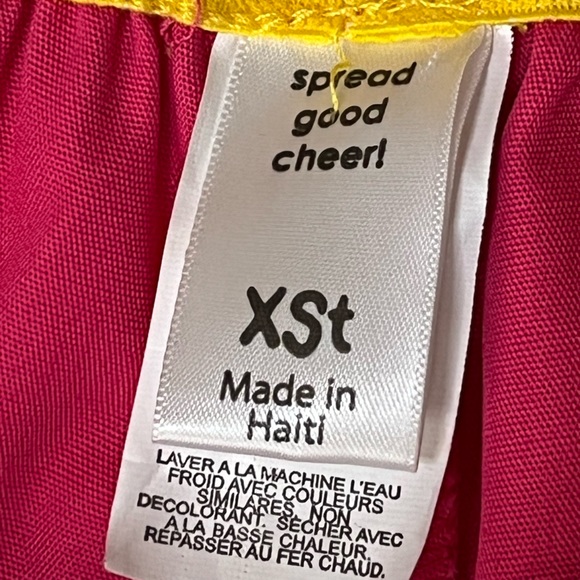 spread
good
cheer!
XSt
Made in
Haiti
LAVER A LA MACHINE L'EAU
FROID AVEC COULEURS
SIMILARES. NON
DECOLORANT. SECHER AVEC
A LA BASSE CHALEUR.
REPASSER AU FER CHAUD.